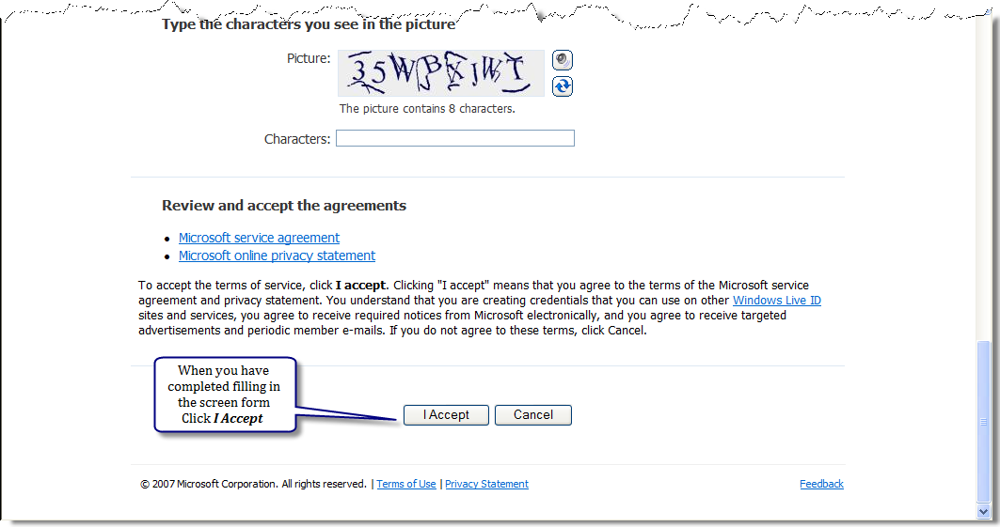 Type the characters you see in the picture
Picture:
35WPXJWT
The picture contains 8 characters.
Characters:
Review and accept the agreements
Microsoft service agreement
Microsoft online privacy statement
To accept the terms of service, click I accept. Clicking "I accept" means that you agree to the terms of the Microsoft service
agreement and privacy statement. You understand that you are creating credentials that you can use on other Windows Live ID
sites and services, you agree to receive required notices from Microsoft electronically, and you agree to receive targeted
advertisements and periodic member e-mails. If you do not agree to these terms, click Cancel.
When you have
completed filling in
the screen form
Click I Accept
I Accept Cancel
© 2007 Microsoft Corporation. All rights reserved. | Terms of Use | Privacy Statement Feedback